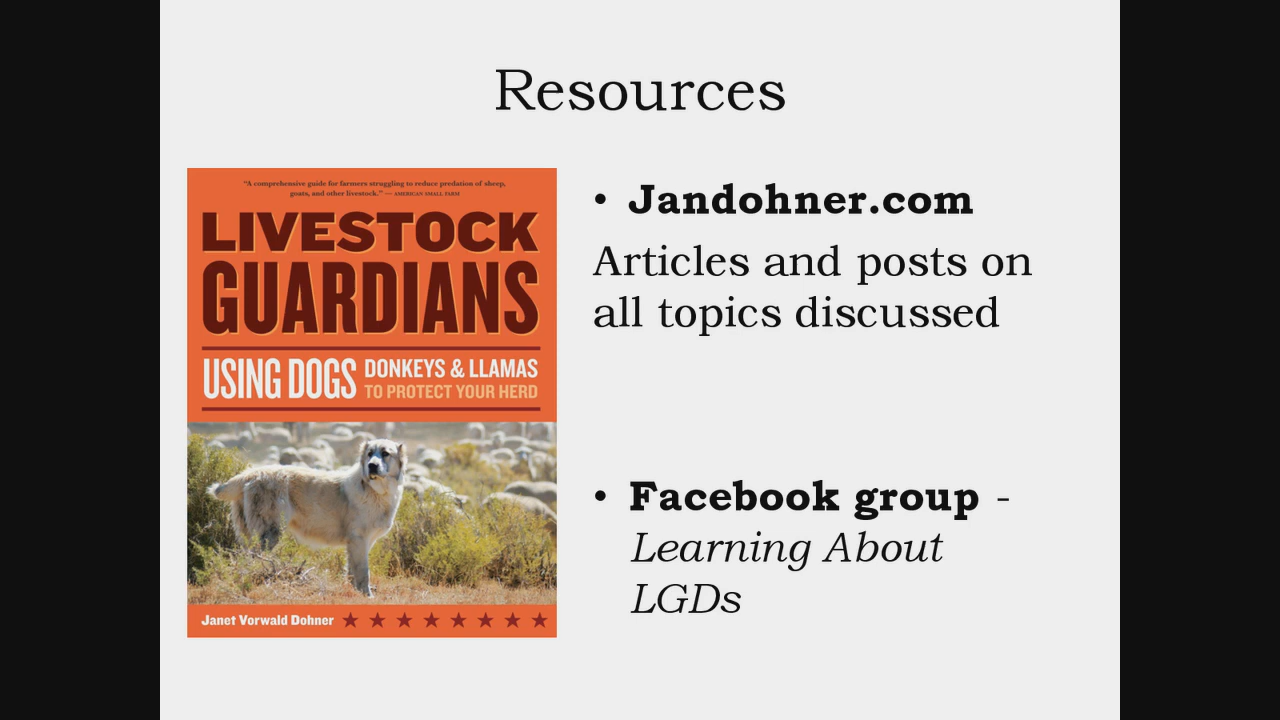 Resources
“A comprehensive guide for farmers struggling to reduce predation of sheep,
goats, and other livestock.” — AMERICAN SMALL FARM
LIVESTOCK
GUARDIANS
USING DOGS DONKEYS & LLAMAS
TO PROTECT YOUR HERD
Janet Vorwald Dohner
• Jandohner.com
Articles and posts on
all topics discussed
• Facebook group -
Learning About
LGDs